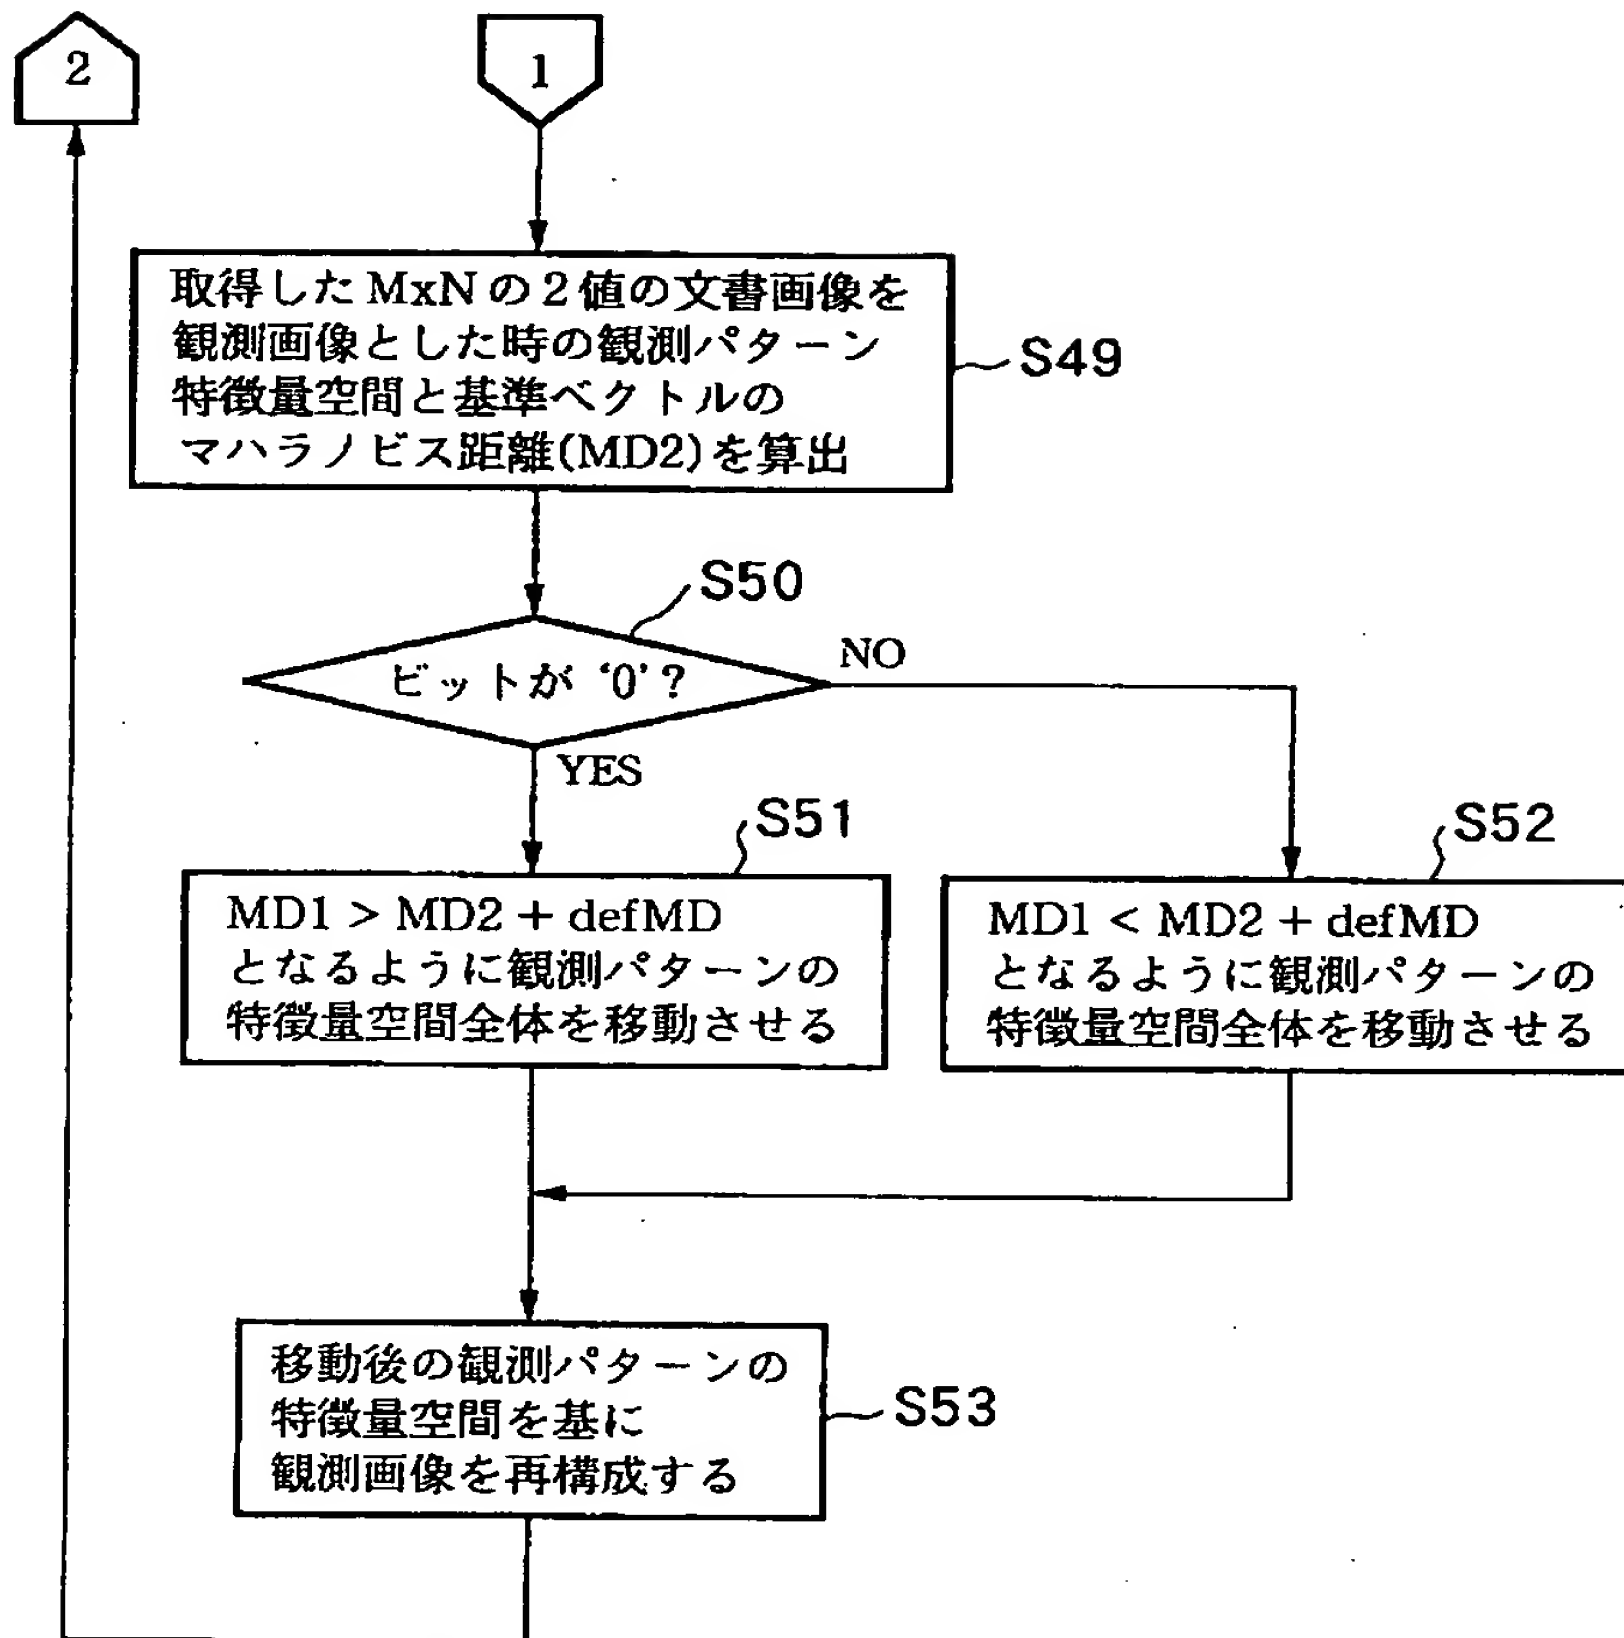 2
1
取得した MxN の 2 値の文書画像を
観測画像とした時の観測パターン
特徴量空間と基準ベクトルの
マハラノビス距離(MD2)を算出
S49
S50
ビットが ‘0’ ?
NO
YES
S51
MD1 > MD2 + defMD
となるように観測パターンの
特徴量空間全体を移動させる
S52
MD1 < MD2 + defMD
となるように観測パターンの
特徴量空間全体を移動させる
移動後の観測パターンの
特徴量空間を基に
観測画像を再構成する
S53